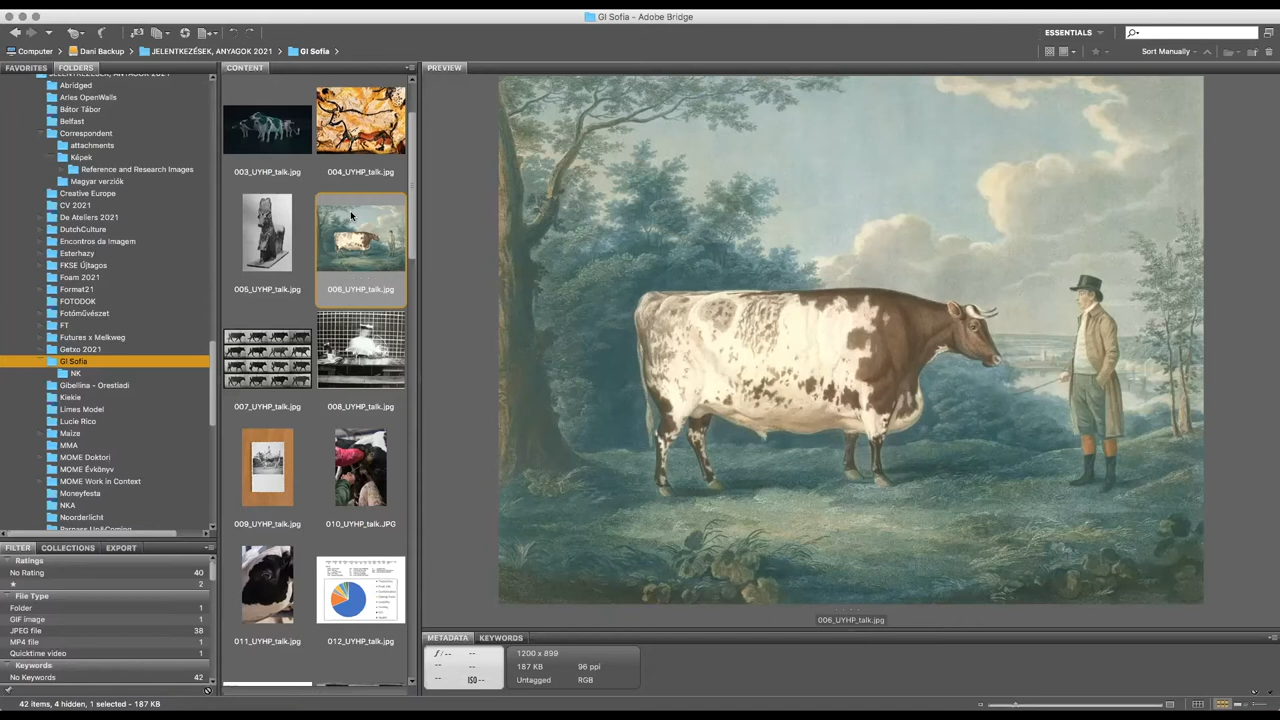 GI Sofia - Adobe Bridge
ESSENTIALS
Computer
Dani Backup
JELENTKEZÉSEK, ANYAGOK 2021
GI Sofia
Sort Manually
FAVORITES
FOLDERS
CONTENT
PREVIEW
JELENTKEZÉSEK, ANYAGOK 2021
Abridged
Arles OpenWalls
Bátor Tábor
Belfast
Correspondent
attachments
Képek
Reference and Research Images
Magyar verziók
Creative Europe
CV 2021
De Ateliers 2021
DutchCulture
Encontros da Imagem
Esterhazy
FKSE Újtagos
Foam 2021
Format21
FOTODOK
Fotóművészet
FT
Futures x Melkweg
Getxo 2021
GI Sofia
NK
Gibellina - Orestiadi
Kiekie
Limes Model
Lucie Rico
Maize
MMA
MOME Doktori
MOME Évkönyv
MOME Work in Context
Moneyfesta
NKA
Noorderlicht
Parnass Up&Coming
003_UYHP_talk.jpg
004_UYHP_talk.jpg
005_UYHP_talk.jpg
006_UYHP_talk.jpg
007_UYHP_talk.jpg
008_UYHP_talk.jpg
009_UYHP_talk.jpg
010_UYHP_talk.JPG
011_UYHP_talk.jpg
012_UYHP_talk.jpg
006_UYHP_talk.jpg
FILTER
COLLECTIONS
EXPORT
Ratings
No Rating 40
★ 2
File Type
Folder 1
GIF image 1
JPEG file 38
MP4 file 1
Quicktime video 1
Keywords
No Keywords 42
METADATA
KEYWORDS
ƒ/-- --
-- --
-- ISO--
1200 x 899
187 KB 96 ppi
Untagged RGB
42 items, 4 hidden, 1 selected - 187 KB